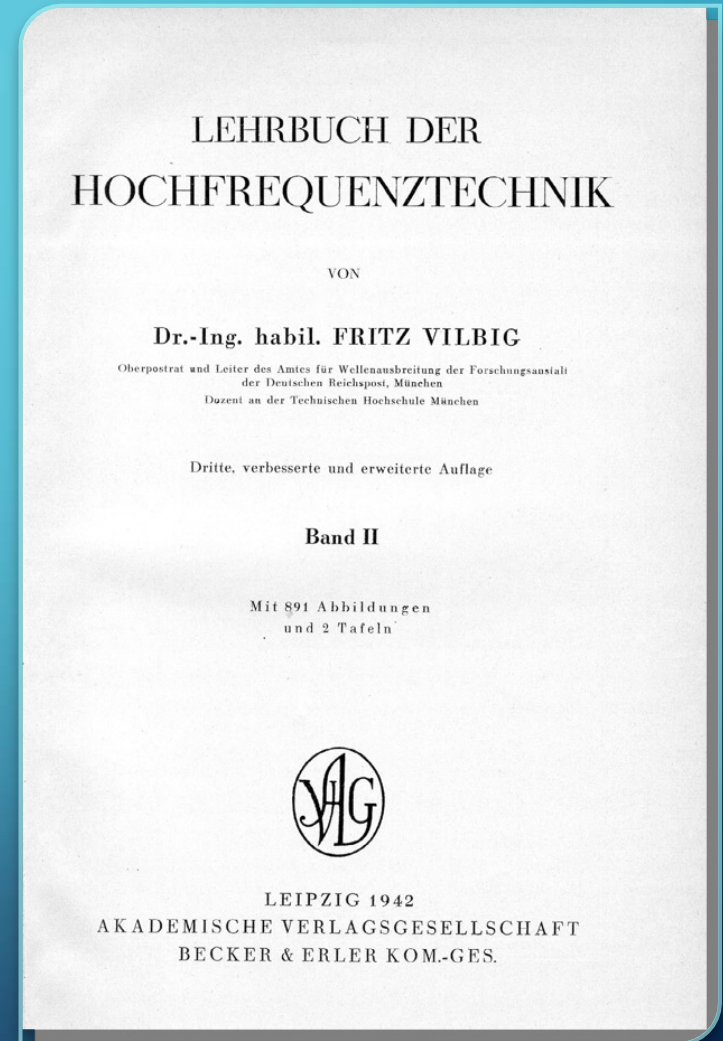 LEHRBUCH DER
HOCHFREQUENZTECHNIK
VON
Dr.-Ing. habil. FRITZ VILBIG
Oberpostrat und Leiter des Amtes für Wellenausbreitung der Forschungsanstalt
der Deutschen Reichspost, München
Dozent an der Technischen Hochschule München
Dritte, verbesserte und erweiterte Auflage
Band II
Mit 891 Abbildungen
und 2 Tafeln
VAG
LEIPZIG 1942
AKADEMISCHE VERLAGSGESELLSCHAFT
BECKER & ERLER KOM.-GES.